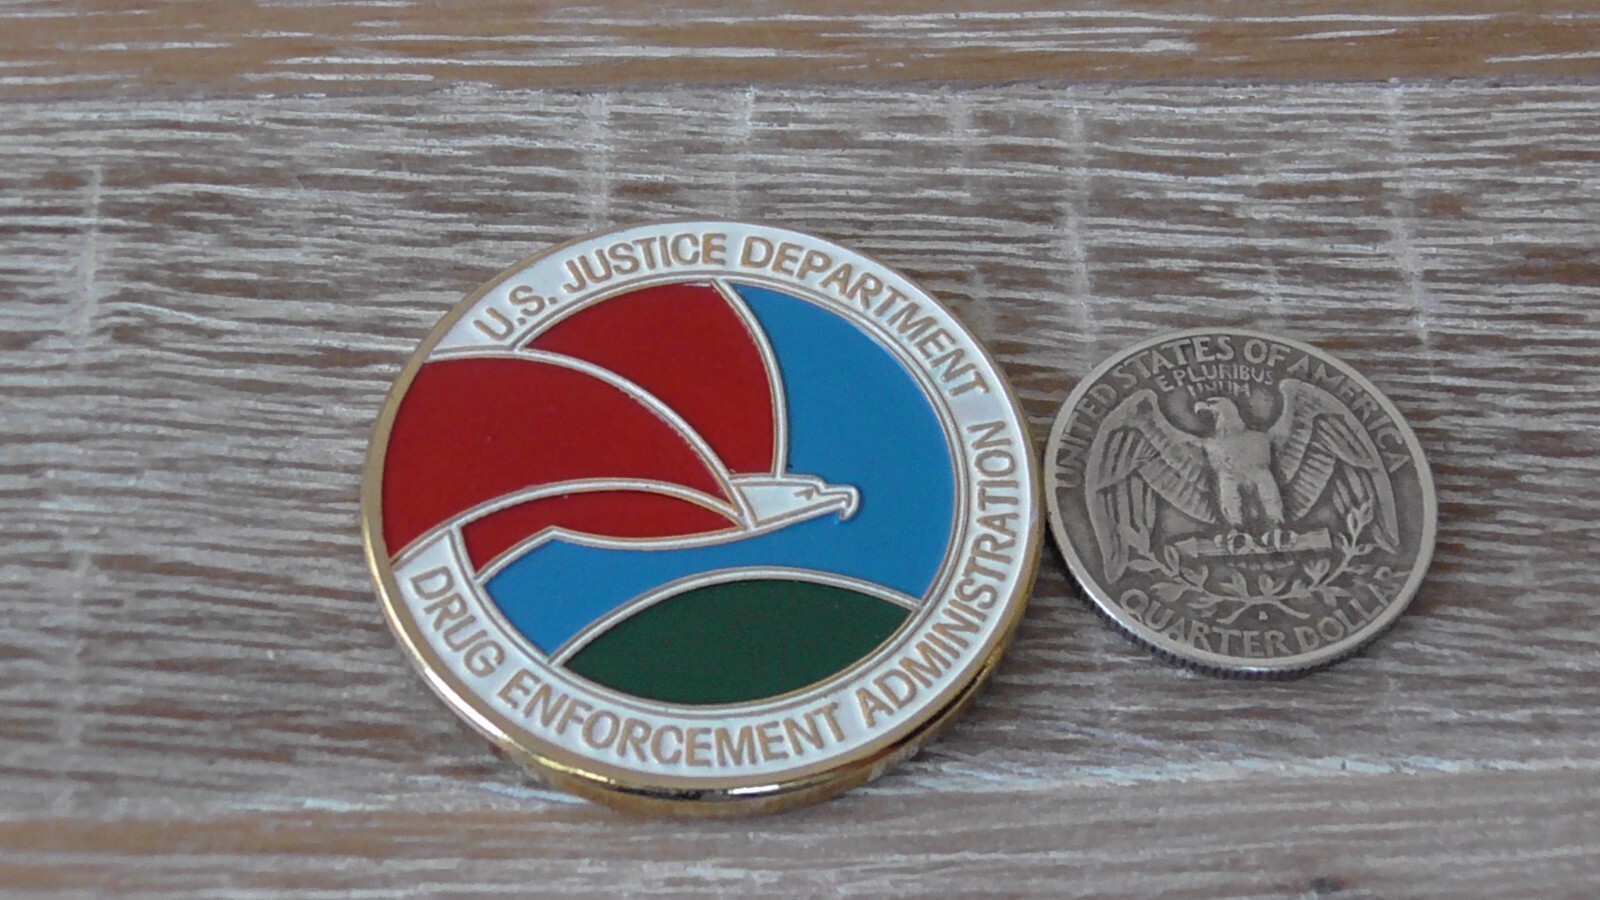 U.S. JUSTICE DEPARTMENT
DRUG ENFORCEMENT ADMINISTRATION
UNITED STATES OF AMERICA
E PLURIBUS
UNUM
QUARTER DOLLAR